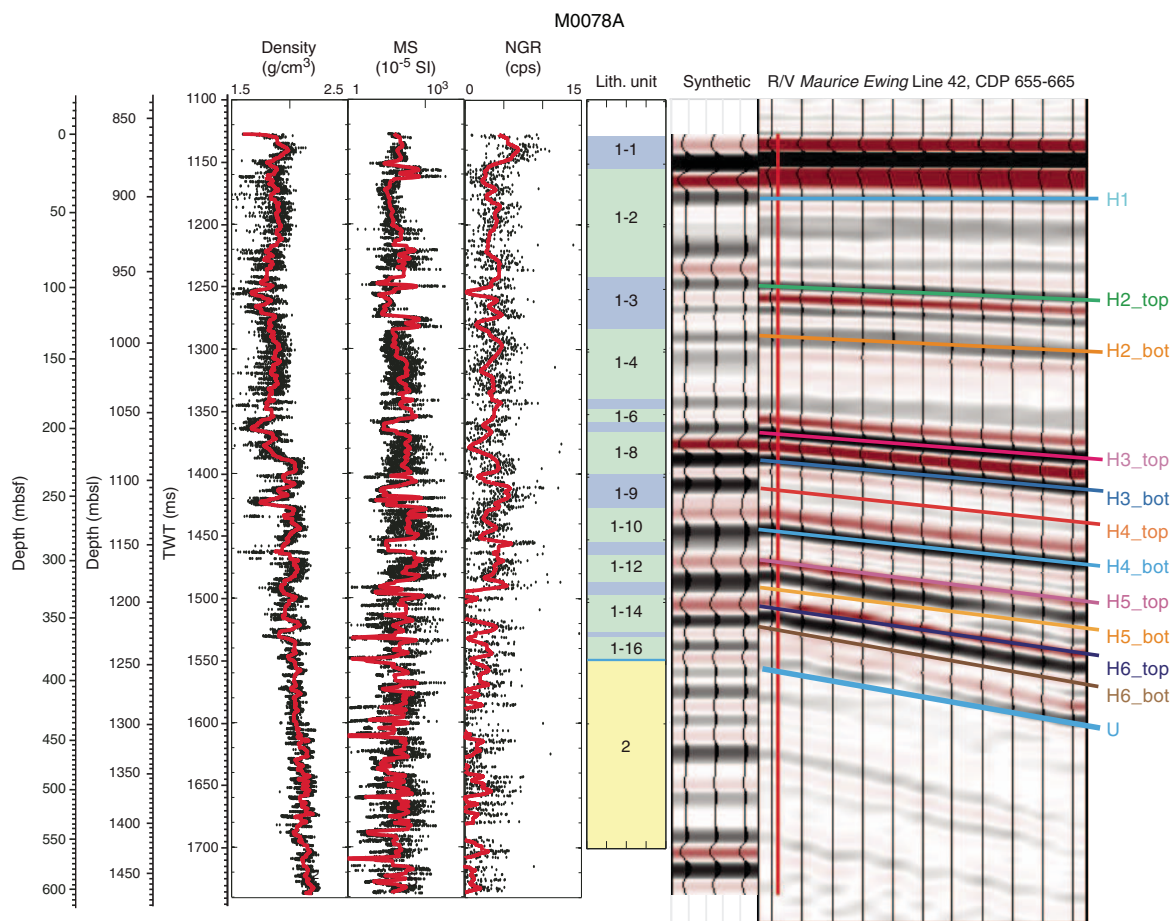 M0078A
Density
(g/cm3)
1.5
2.5
MS
(10-5 SI)
1
103
NGR
(cps)
0
15
Lith. unit
Synthetic
R/V Maurice Ewing Line 42, CDP 655-665
Depth (mbsf)
0
50
100
150
200
250
300
350
400
450
500
550
600
Depth (mbsl)
850
900
950
1000
1050
1100
1150
1200
1250
1300
1350
1400
1450
TWT (ms)
1100
1150
1200
1250
1300
1350
1400
1450
1500
1550
1600
1650
1700
1-1
1-2
1-3
1-4
1-6
1-8
1-9
1-10
1-12
1-14
1-16
2
H1
H2_top
H2_bot
H3_top
H3_bot
H4_top
H4_bot
H5_top
H5_bot
H6_top
H6_bot
U